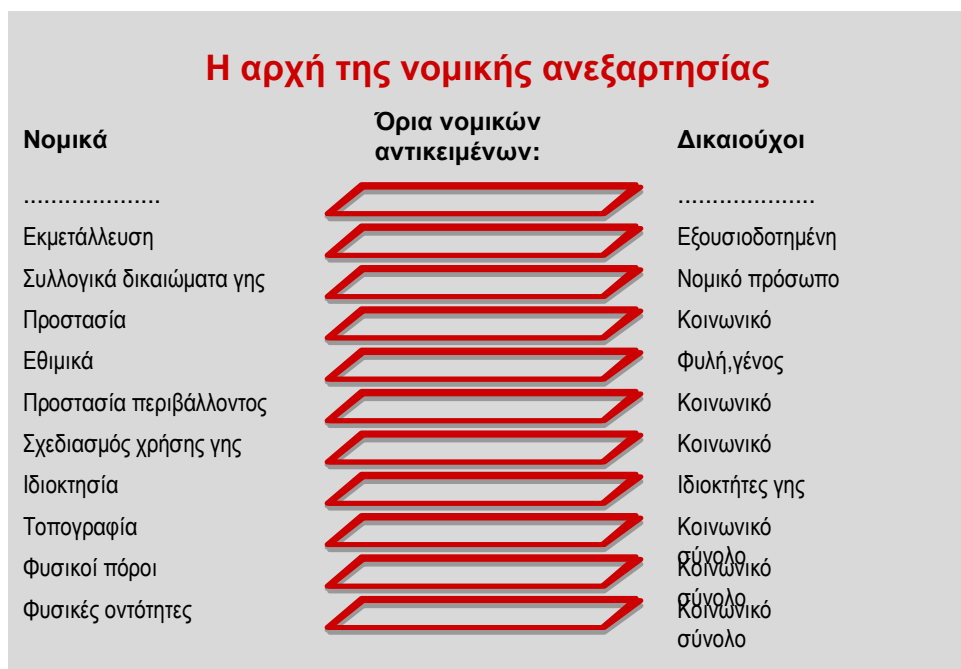 Η αρχή της νομικής ανεξαρτησίας
Νομικά
Όρια νομικών
αντικειμένων:
Δικαιούχοι
.................... ....................
Εκμετάλλευση Εξουσιοδοτημένη
Συλλογικά δικαιώματα γης Νομικό πρόσωπο
Προστασία Κοινωνικό
Εθιμικά Φυλή,γένος
Προστασία περιβάλλοντος Κοινωνικό
Σχεδιασμός χρήσης γης Κοινωνικό
Ιδιοκτησία Ιδιοκτήτες γης
Τοπογραφία Κοινωνικό
σύνολο
Φυσικοί πόροι Κοινωνικό
σύνολο
Φυσικές οντότητες Κοινωνικό
σύνολο